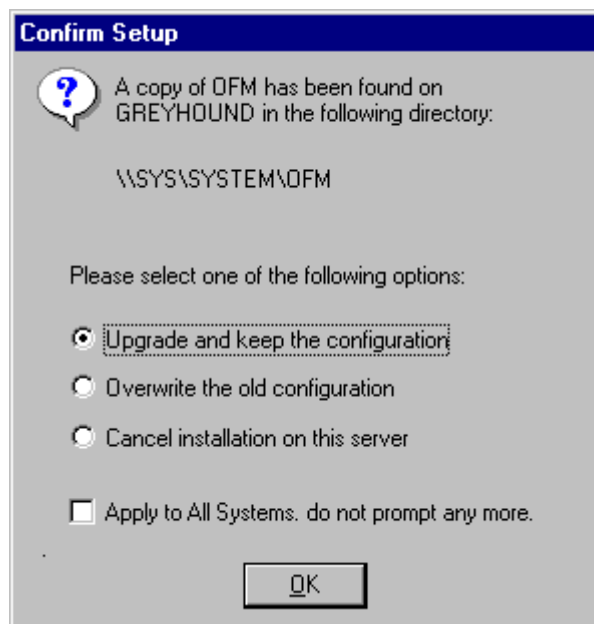 Confirm Setup
?
A copy of OFM has been found on
GREYHOUND in the following directory:
\\SYS\SYSTEM\OFM
Please select one of the following options:
Upgrade and keep the configuration
Overwrite the old configuration
Cancel installation on this server
Apply to All Systems. do not prompt any more.
OK